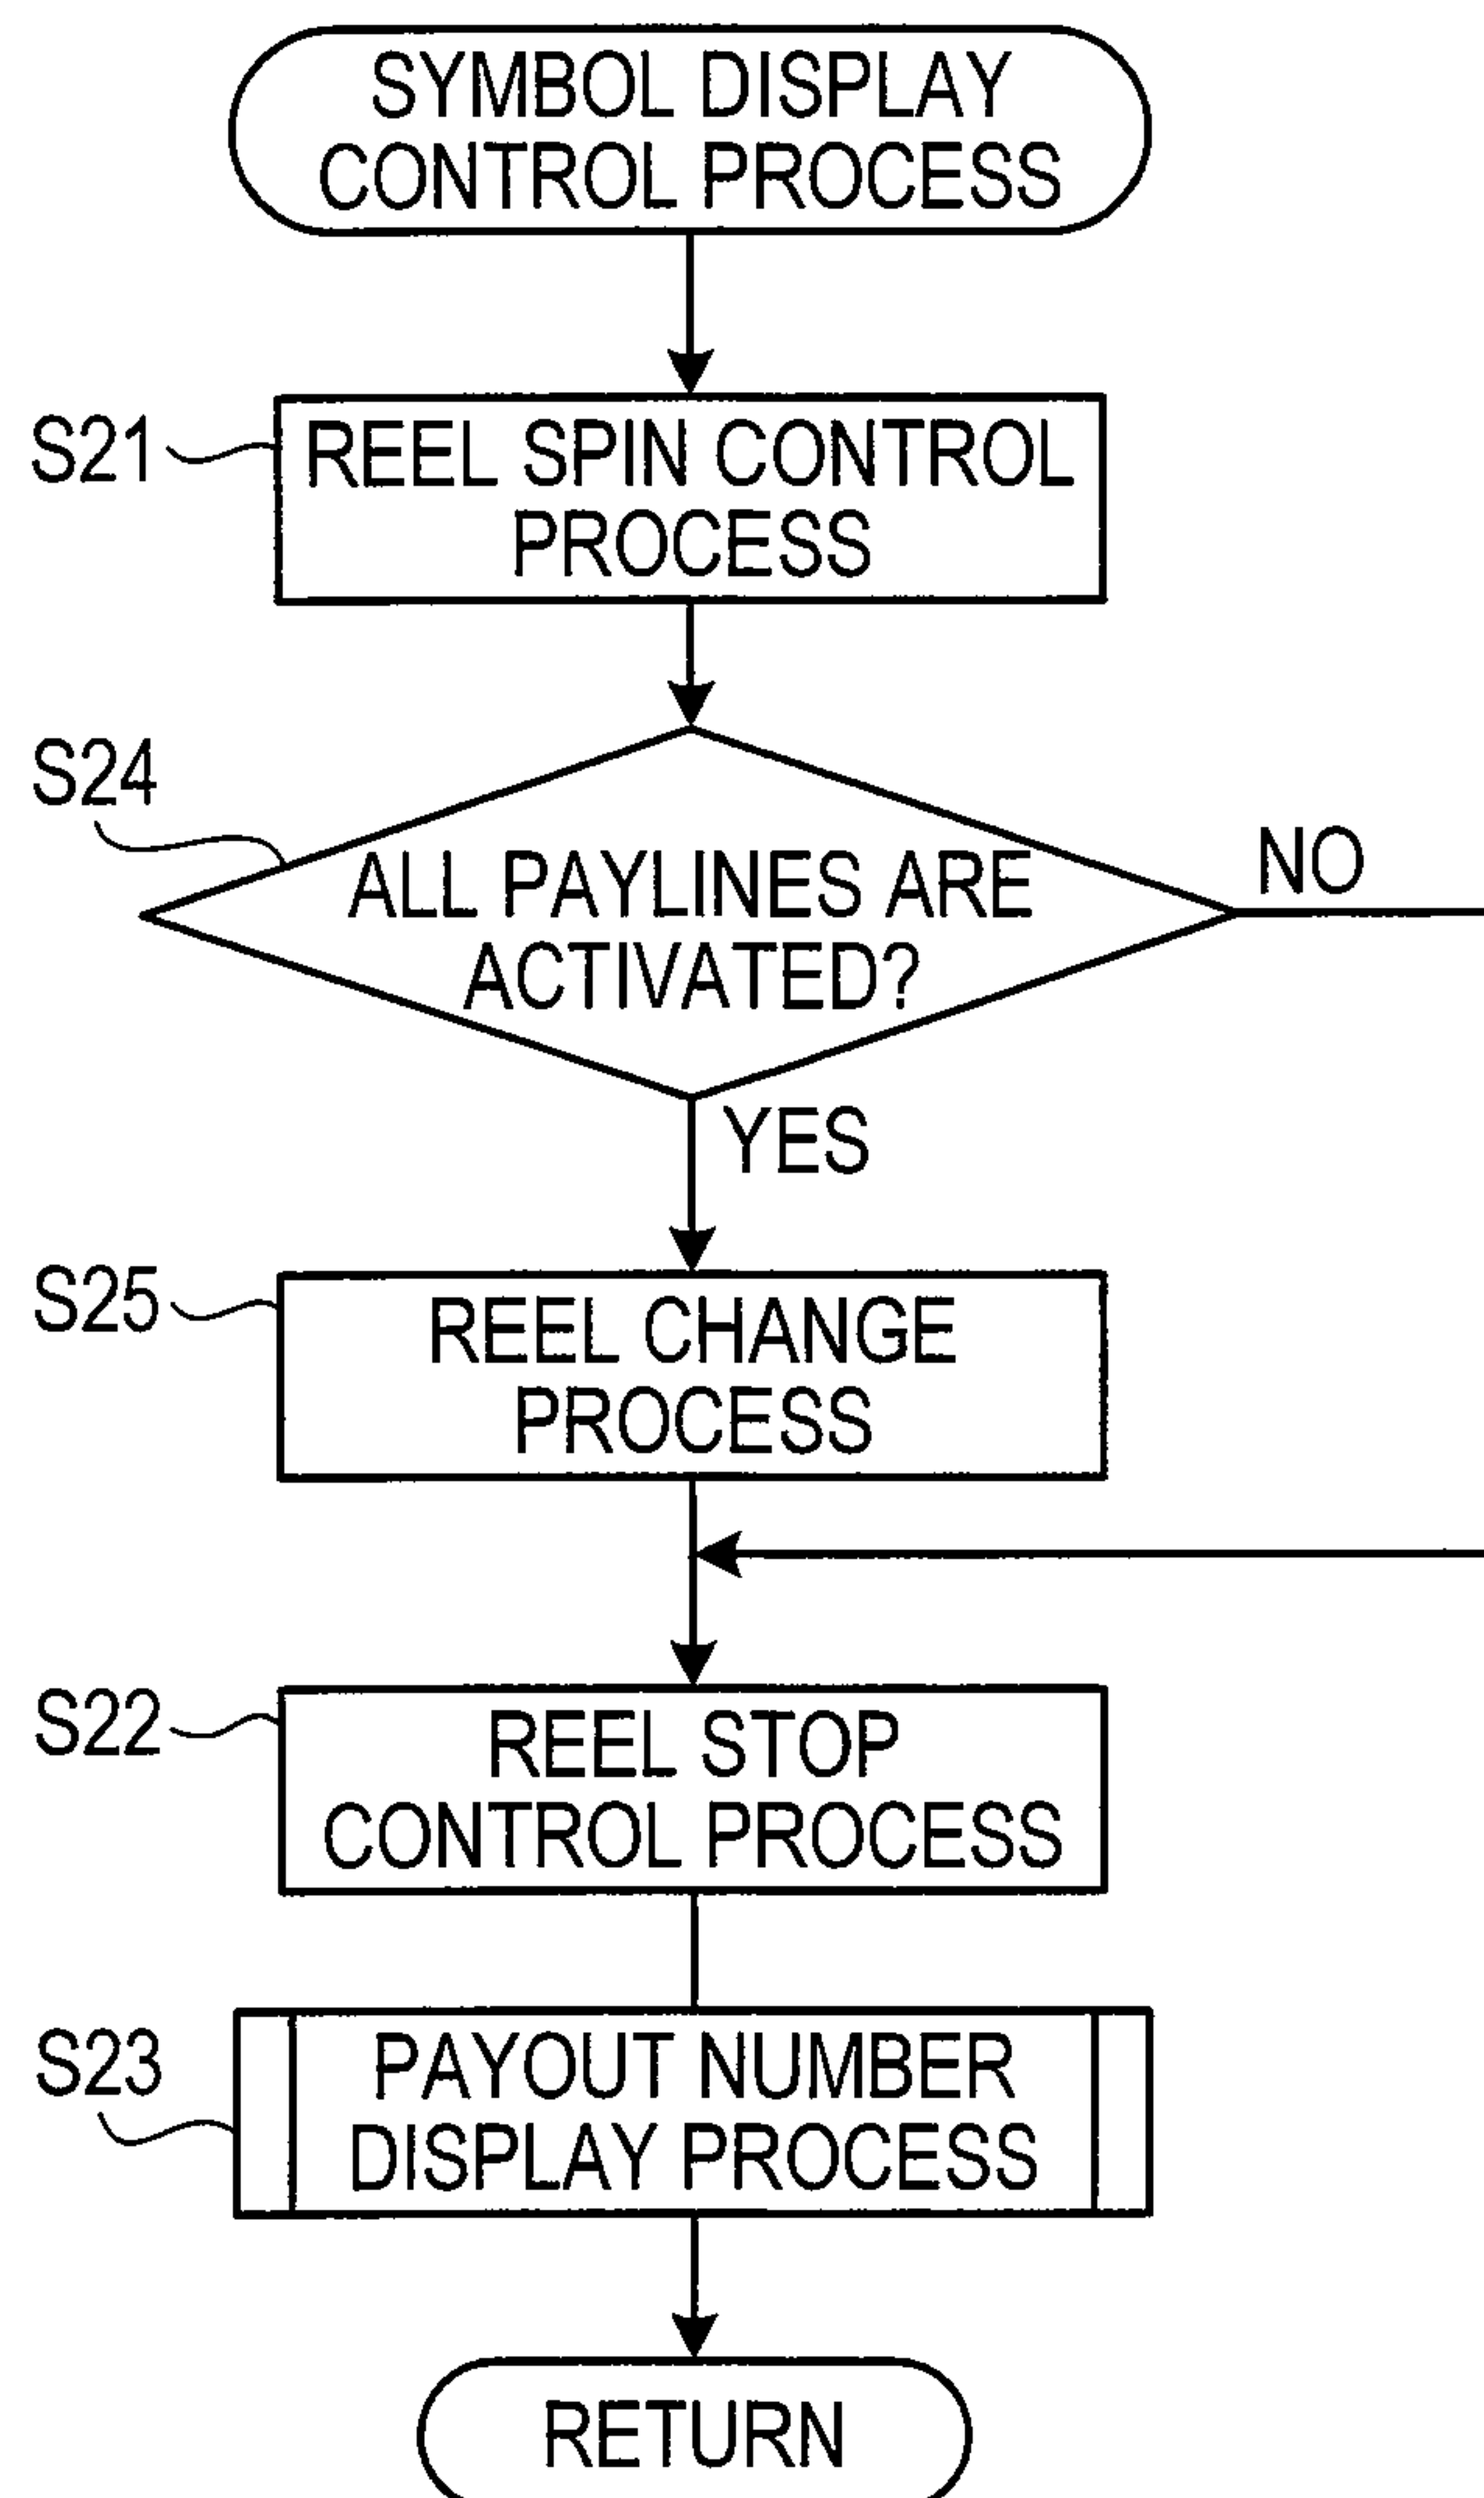 SYMBOL DISPLAY
CONTROL PROCESS
S21
REEL SPIN CONTROL
PROCESS
S24
ALL PAYLINES ARE
ACTIVATED?
NO
YES
S25
REEL CHANGE
PROCESS
S22
REEL STOP
CONTROL PROCESS
S23
PAYOUT NUMBER
DISPLAY PROCESS
RETURN